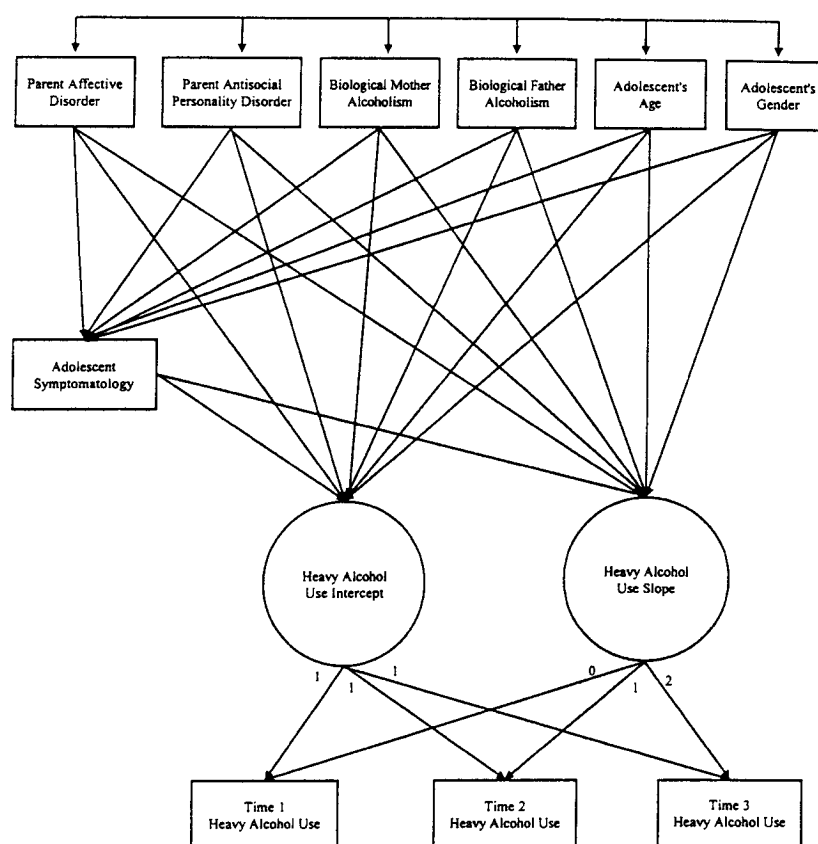 Parent Affective
Disorder
Parent Antisocial
Personality Disorder
Biological Mother
Alcoholism
Biological Father
Alcoholism
Adolescent's
Age
Adolescent's
Gender
Adolescent
Symptomatology
Heavy Alcohol
Use Intercept
Heavy Alcohol
Use Slope
1
1
1
0
1
2
Time 1
Heavy Alcohol Use
Time 2
Heavy Alcohol Use
Time 3
Heavy Alcohol Use